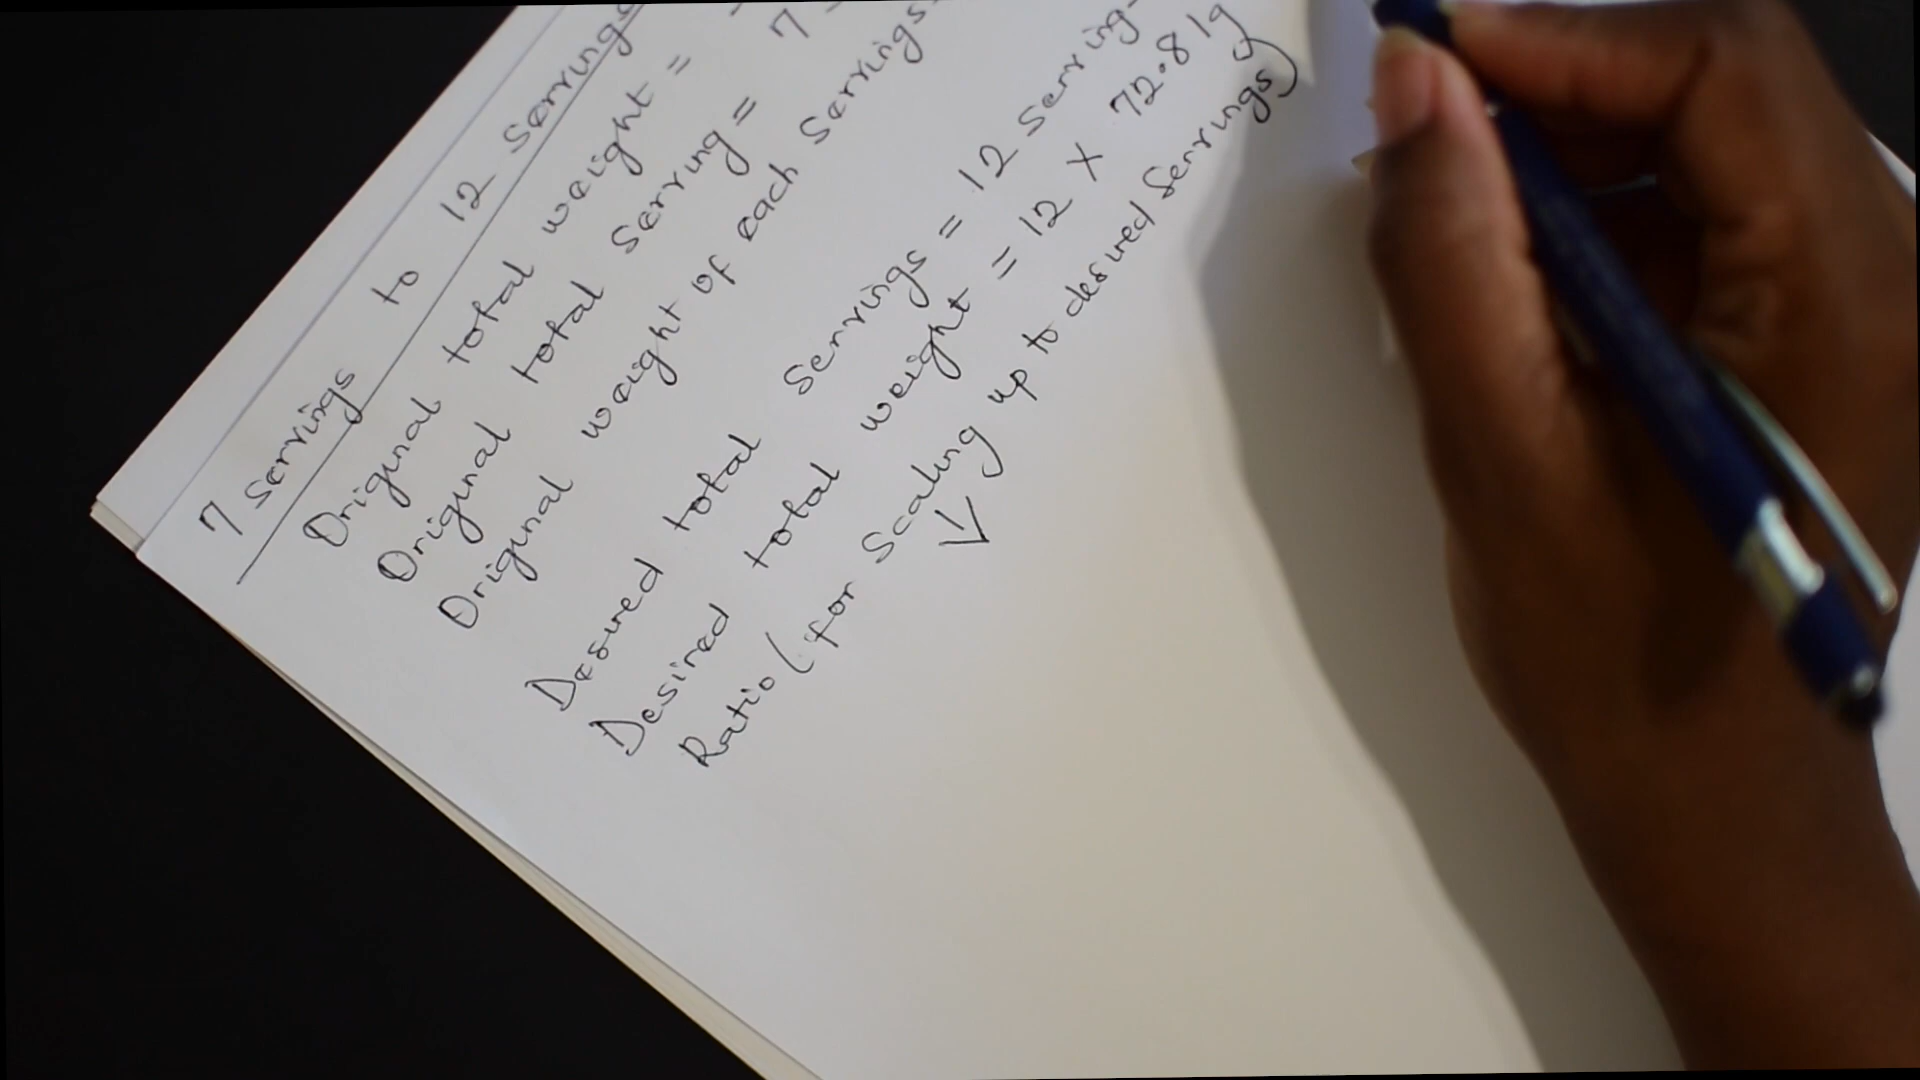 7 Servings to 12 Servings
Original total weight =
Original total Serving = 7
Original weight of each Servings
Desired total Servings = 12 Serving
Desired total weight = 12 X 72.81g
Ratio (for Scaling up to desired Servings)